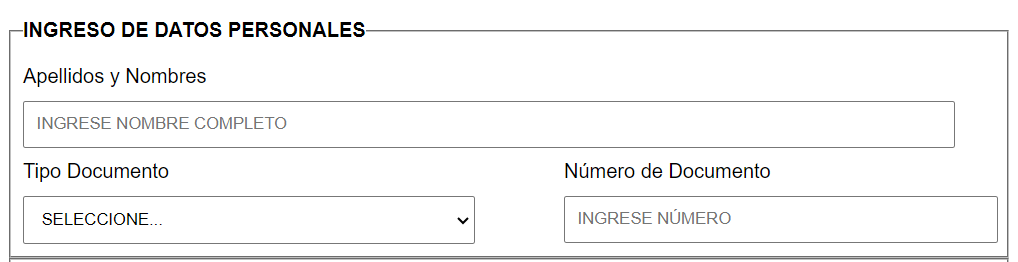 INGRESO DE DATOS PERSONALES
Apellidos y Nombres
INGRESE NOMBRE COMPLETO
Tipo Documento
Número de Documento
SELECCIONE...
INGRESE NÚMERO